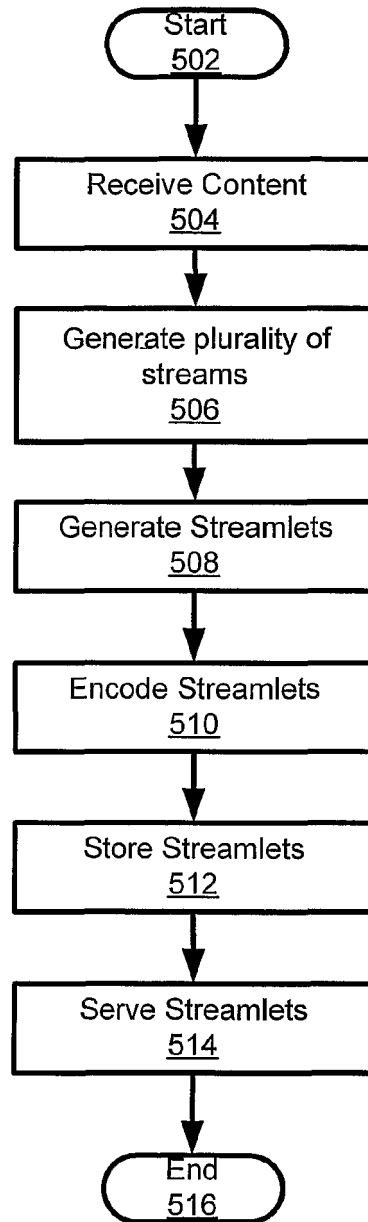 Start
502
Receive Content
504
Generate plurality of
streams
506
Generate Streamlets
508
Encode Streamlets
510
Store Streamlets
512
Serve Streamlets
514
End
516